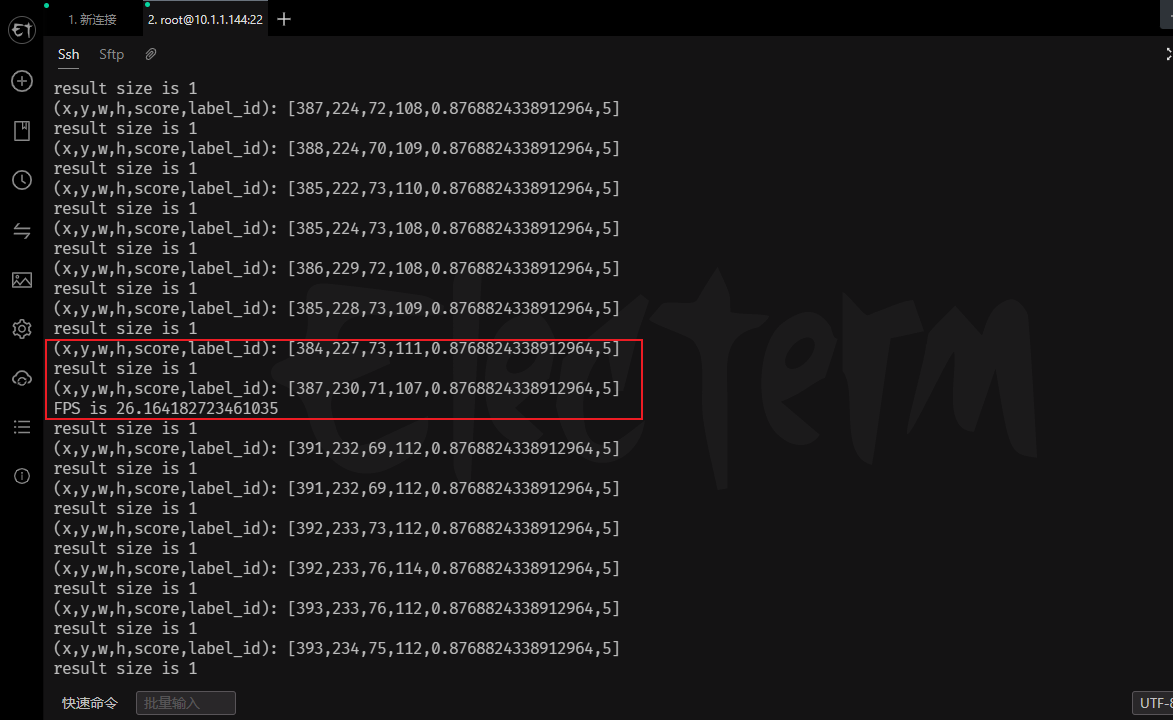 1. 新连接
2. root@10.1.1.144:22
Ssh
Sftp
result size is 1
(x,y,w,h,score,label_id): [387,224,72,108,0.8768824338912964,5]
result size is 1
(x,y,w,h,score,label_id): [388,224,70,109,0.8768824338912964,5]
result size is 1
(x,y,w,h,score,label_id): [385,222,73,110,0.8768824338912964,5]
result size is 1
(x,y,w,h,score,label_id): [385,224,73,108,0.8768824338912964,5]
result size is 1
(x,y,w,h,score,label_id): [386,229,72,108,0.8768824338912964,5]
result size is 1
(x,y,w,h,score,label_id): [385,228,73,109,0.8768824338912964,5]
result size is 1
(x,y,w,h,score,label_id): [384,227,73,111,0.8768824338912964,5]
result size is 1
(x,y,w,h,score,label_id): [387,230,71,107,0.8768824338912964,5]
FPS is 26.164182723461035
result size is 1
(x,y,w,h,score,label_id): [391,232,69,112,0.8768824338912964,5]
result size is 1
(x,y,w,h,score,label_id): [391,232,69,112,0.8768824338912964,5]
result size is 1
(x,y,w,h,score,label_id): [392,233,73,112,0.8768824338912964,5]
result size is 1
(x,y,w,h,score,label_id): [392,233,76,114,0.8768824338912964,5]
result size is 1
(x,y,w,h,score,label_id): [393,233,76,112,0.8768824338912964,5]
result size is 1
(x,y,w,h,score,label_id): [393,234,75,112,0.8768824338912964,5]
result size is 1
Electerm
快速命令
批量输入
UTF-8